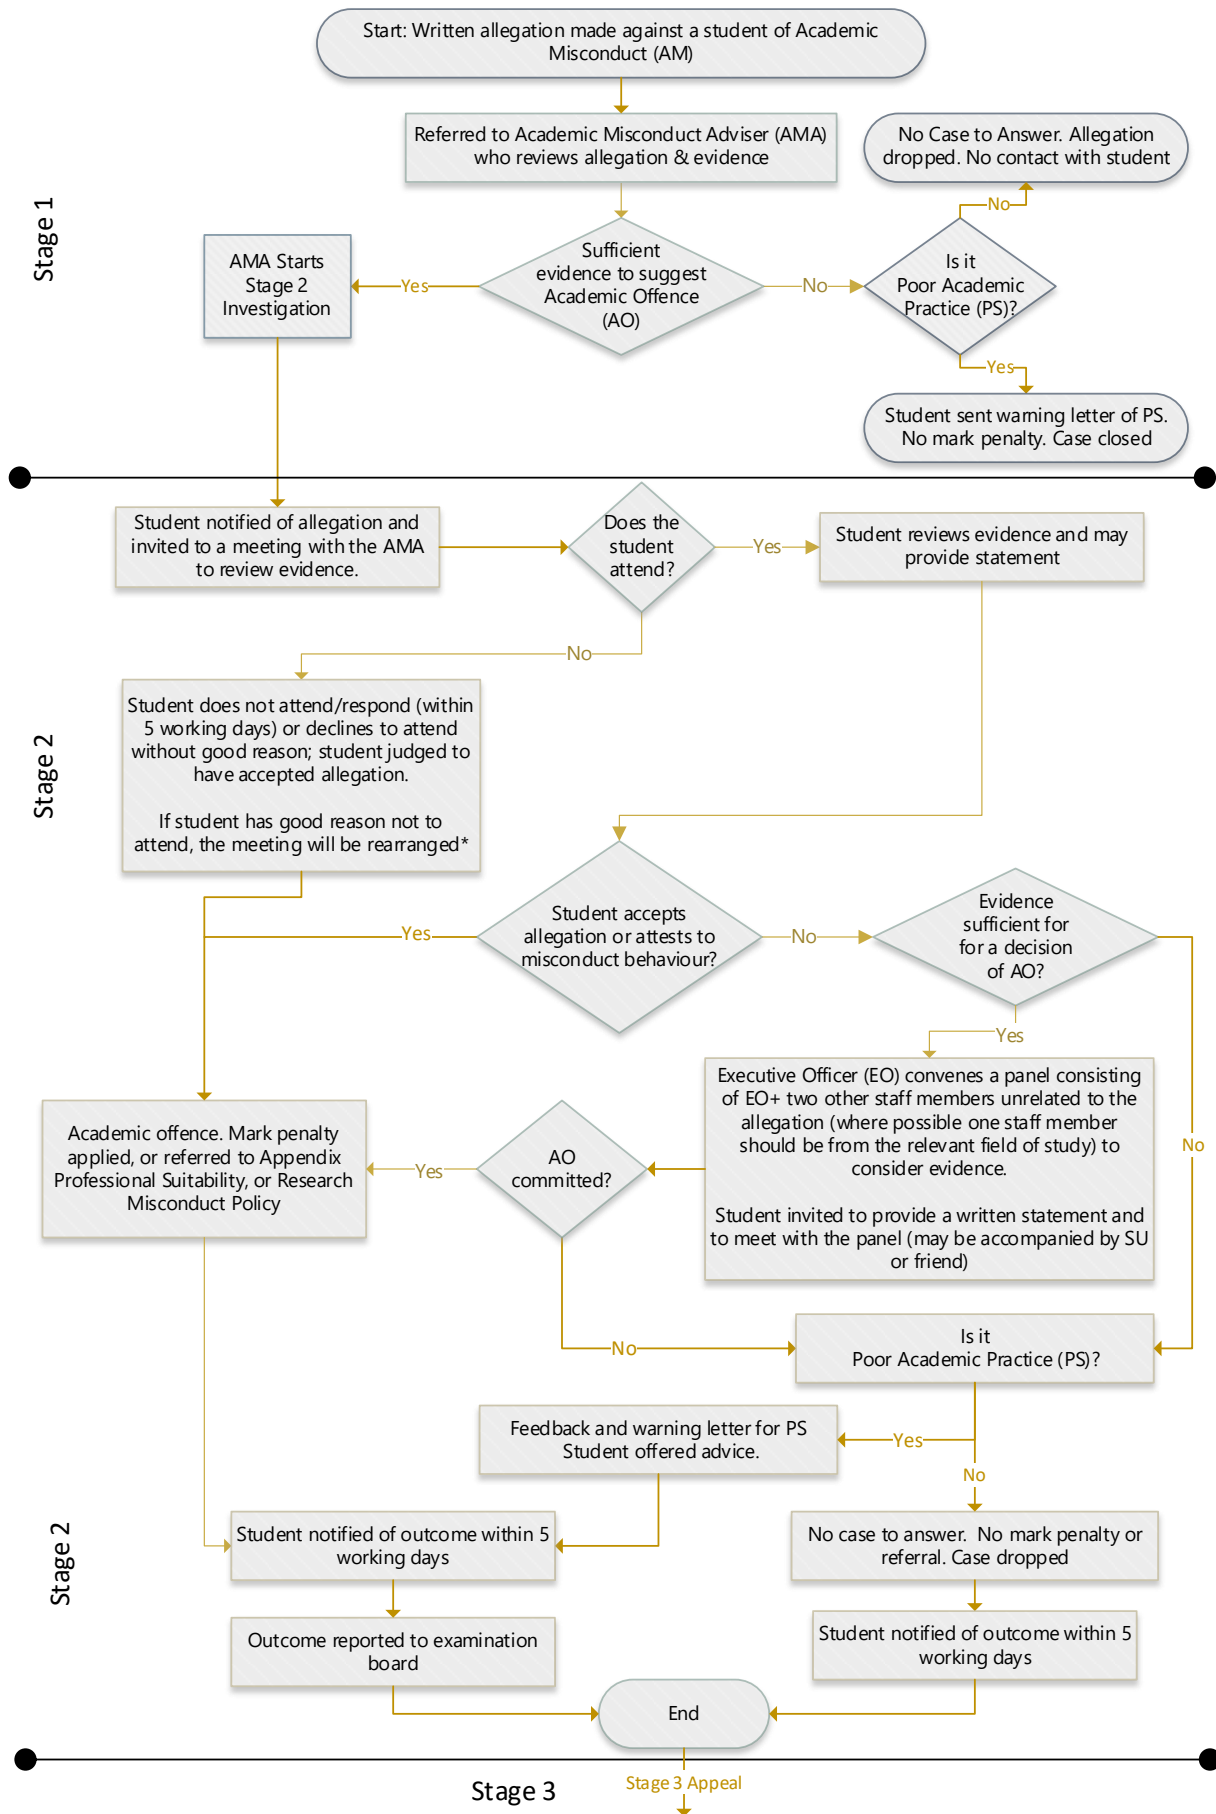 Start: Written allegation made against a student of Academic
Misconduct (AM)
Referred to Academic Misconduct Adviser (AMA)
who reviews allegation & evidence
No Case to Answer. Allegation
dropped. No contact with student
Stage 1
No
AMA Starts
Stage 2
Investigation
Yes
Sufficient
evidence to suggest
Academic Offence
(AO)
No
Is it
Poor Academic
Practice (PS)?
Yes
Student sent warning letter of PS.
No mark penalty. Case closed
Student notified of allegation and
invited to a meeting with the AMA
to review evidence.
Does the
student
attend?
Yes
Student reviews evidence and may
provide statement
No
Stage 2
Student does not attend/respond (within
5 working days) or declines to attend
without good reason; student judged to
have accepted allegation.
If student has good reason not to
attend, the meeting will be rearranged*
Yes
Student accepts
allegation or attests to
misconduct behaviour?
No
Evidence
sufficient for
for a decision
of AO?
Yes
No
Executive Officer (EO) convenes a panel consisting
of EO+ two other staff members unrelated to the
allegation (where possible one staff member
should be from the relevant field of study) to
consider evidence.
Student invited to provide a written statement and
to meet with the panel (may be accompanied by SU
or friend)
AO
committed?
Yes
Academic offence. Mark penalty
applied, or referred to Appendix
Professional Suitability, or Research
Misconduct Policy
No
Is it
Poor Academic Practice (PS)?
Yes
Feedback and warning letter for PS
Student offered advice.
No
Stage 2
Student notified of outcome within 5
working days
No case to answer.  No mark penalty or
referral. Case dropped
Outcome reported to examination
board
Student notified of outcome within 5
working days
End
Stage 3
Stage 3 Appeal